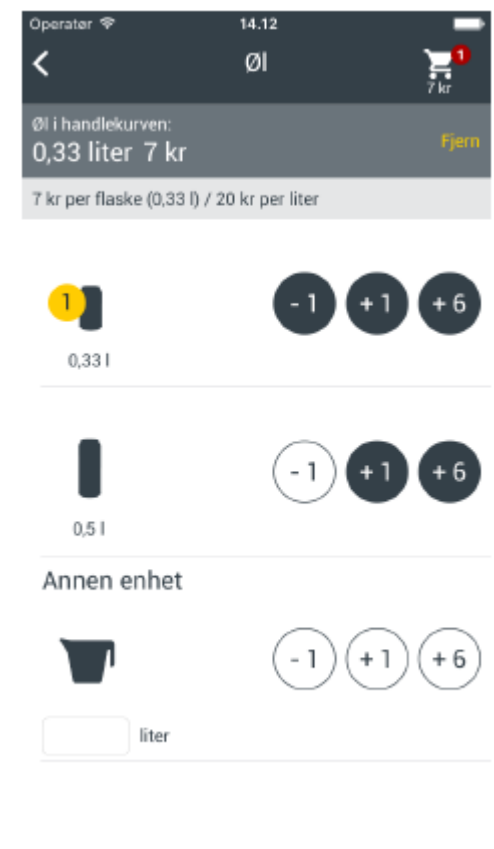 Operatør 14.12
Øl
1
7 kr
Øl i handlekurven:
0,33 liter 7 kr
Fjern
7 kr per flaske (0,33 l) / 20 kr per liter
1
- 1 + 1 + 6
0,33 l
- 1 + 1 + 6
0,5 l
Annen enhet
- 1 + 1 + 6
liter